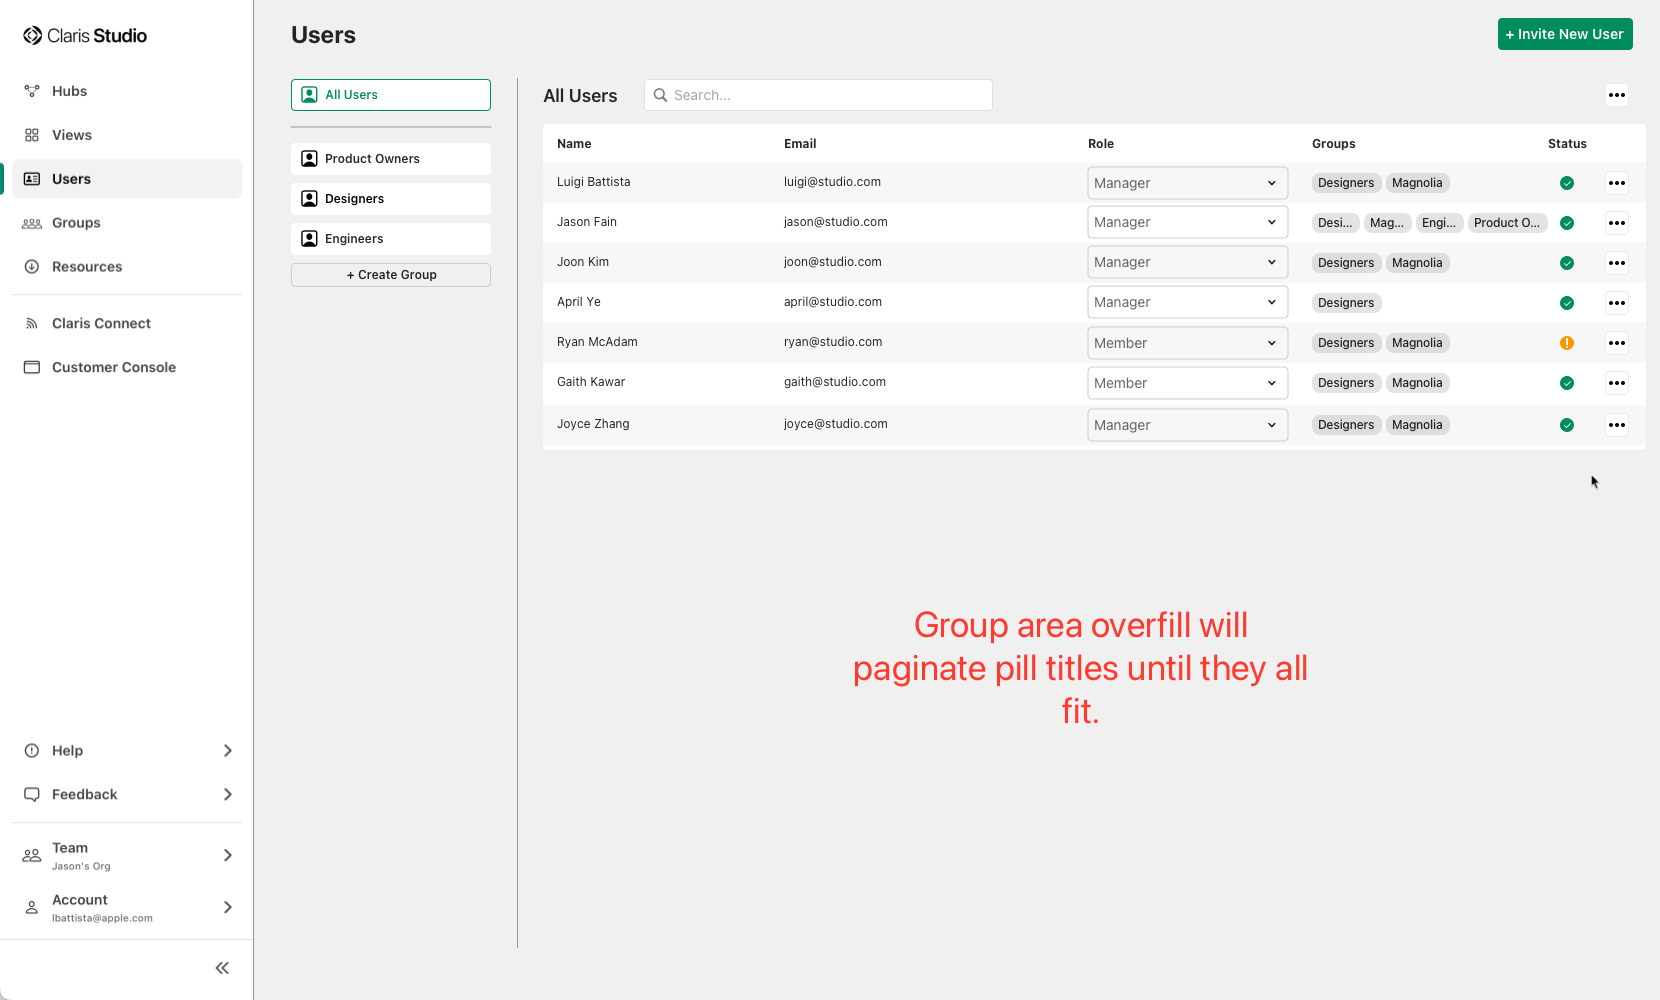 Claris Studio
Hubs
Views
Users
Groups
Resources
Claris Connect
Customer Console
Help
Feedback
Team
Jason's Org
Account
lbattista@apple.com
Users
+ Invite New User
All Users
Product Owners
Designers
Engineers
+ Create Group
All Users
Search...
Name Email Role Groups Status
Luigi Battista luigi@studio.com Manager Designers Magnolia
Jason Fain jason@studio.com Manager Desi... Mag... Engi... Product O...
Joon Kim joon@studio.com Manager Designers Magnolia
April Ye april@studio.com Manager Designers
Ryan McAdam ryan@studio.com Member Designers Magnolia
Gaith Kawar gaith@studio.com Member Designers Magnolia
Joyce Zhang joyce@studio.com Manager Designers Magnolia
Group area overfill will
paginate pill titles until they all
fit.